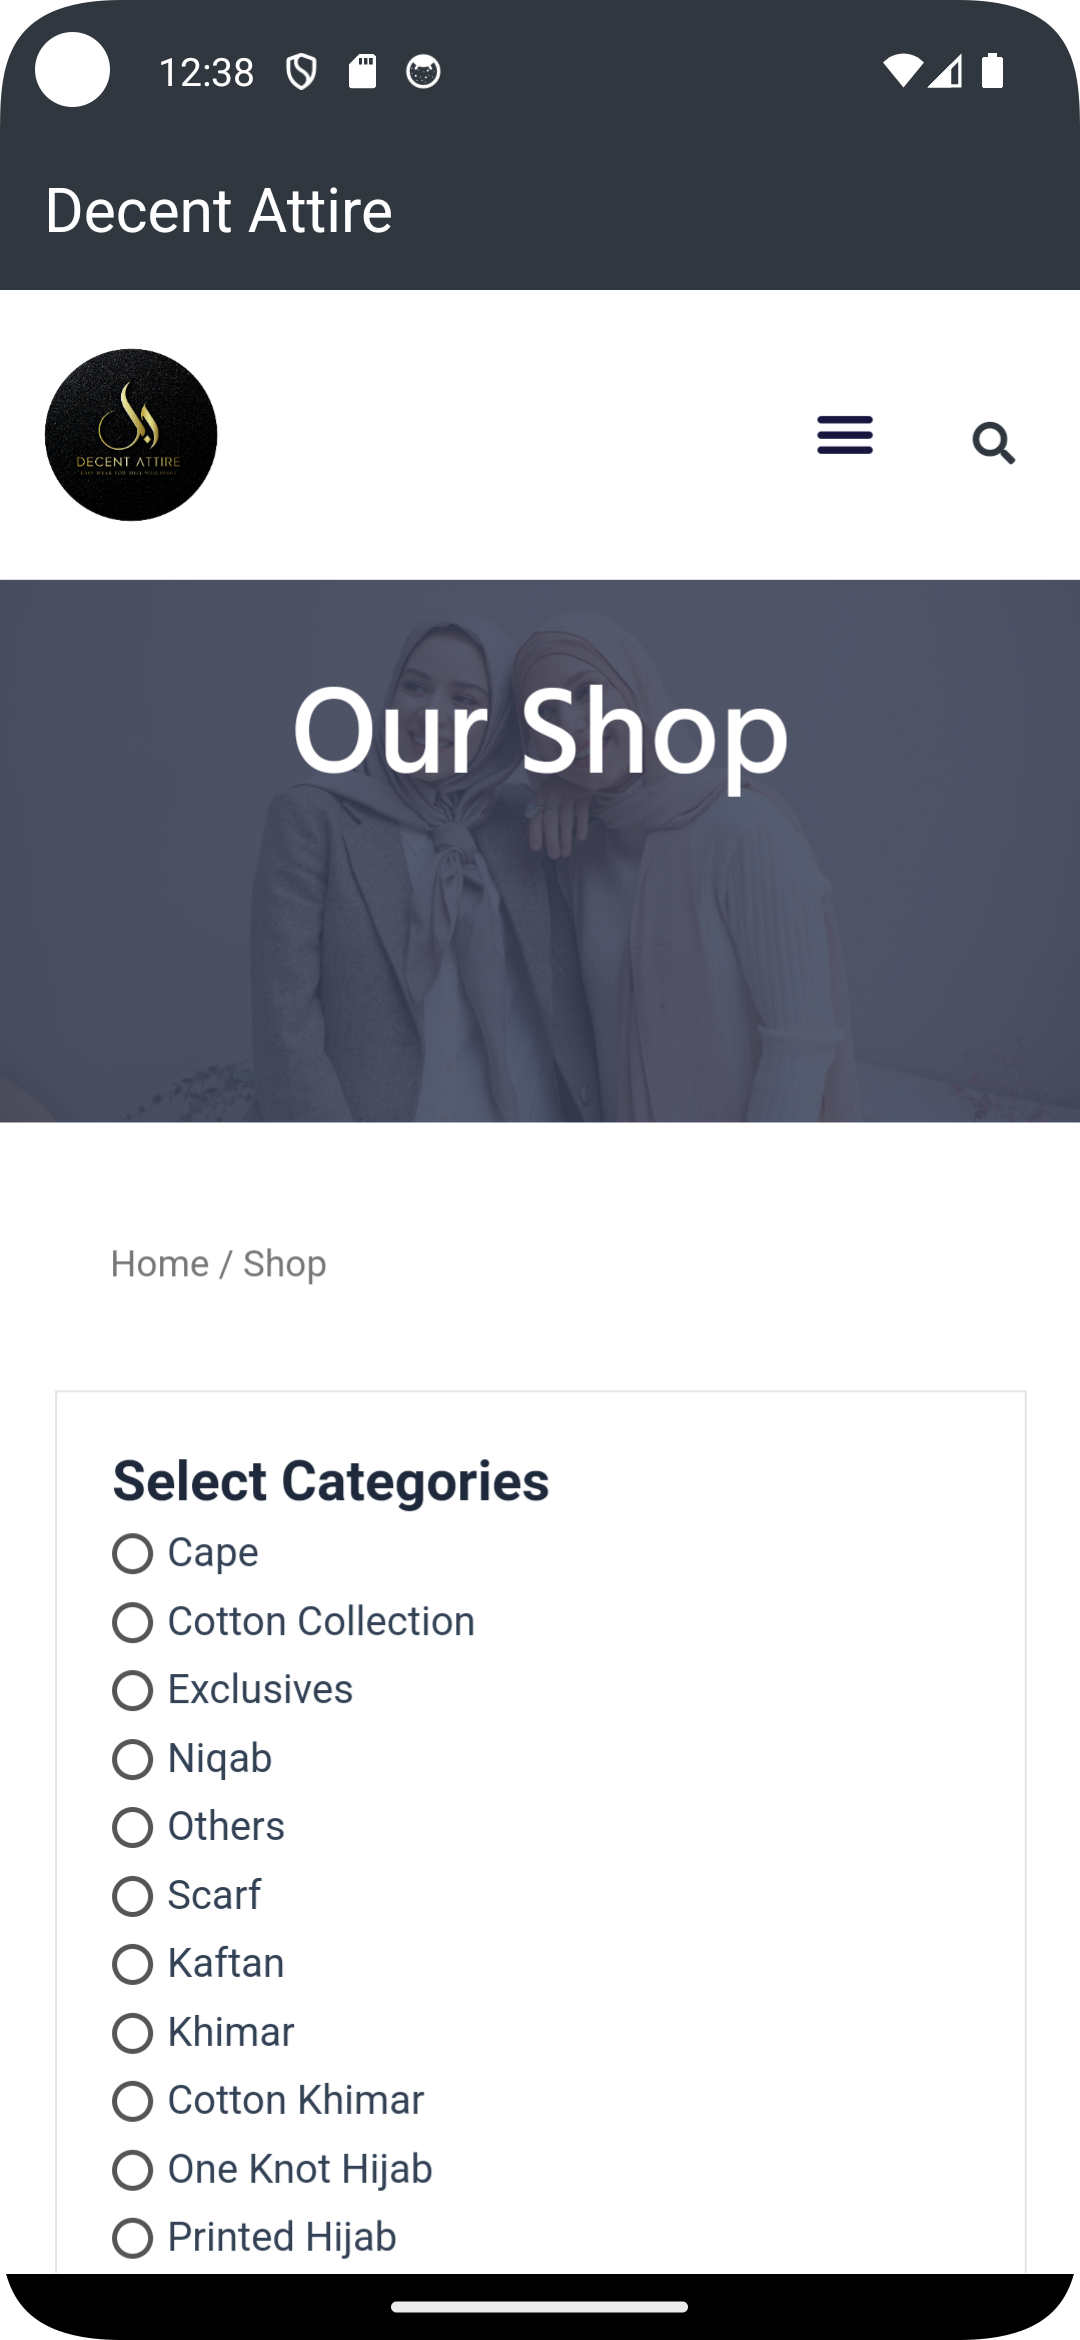 12:38
Decent Attire
DECENT ATTIRE
Our Shop
Home / Shop
Select Categories
Cape
Cotton Collection
Exclusives
Niqab
Others
Scarf
Kaftan
Khimar
Cotton Khimar
One Knot Hijab
Printed Hijab